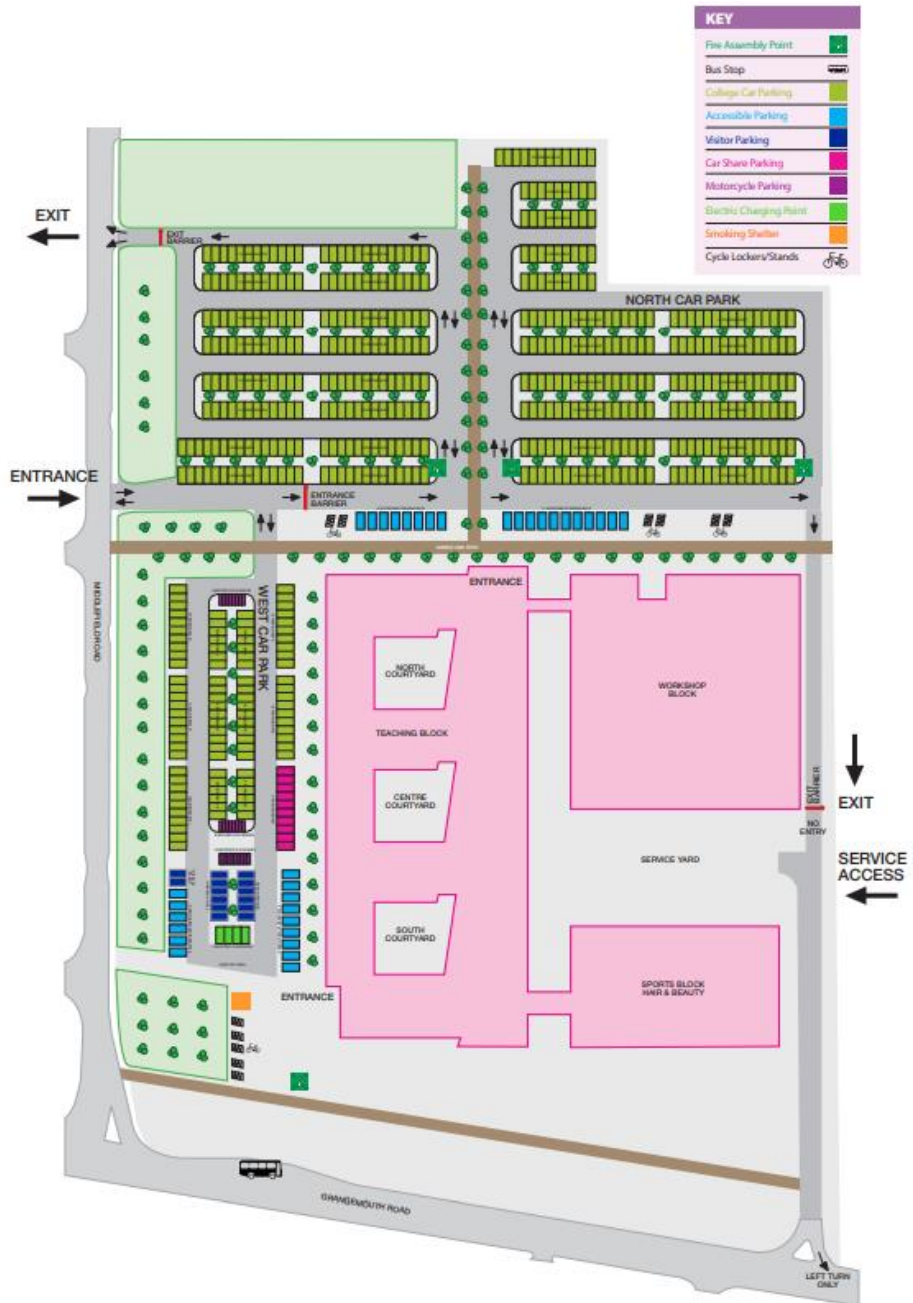 KEY
Fire Assembly Point
Bus Stop
College Car Parking
Accessible Parking
Visitor Parking
Car Share Parking
Motorcycle Parking
Electric Charging Point
Smoking Shelter
Cycle Lockers/Stands
EXIT
EXIT
BARRIER
NORTH CAR PARK
ENTRANCE
ENTRANCE
BARRIER
MIDDLEFIELD ROAD
WEST CAR PARK
ENTRANCE
NORTH
COURTYARD
TEACHING BLOCK
CENTRE
COURTYARD
SOUTH
COURTYARD
WORKSHOP
BLOCK
EXIT
BARRIER
EXIT
NO
ENTRY
SERVICE YARD
SERVICE
ACCESS
SPORTS BLOCK
HAIR & BEAUTY
ENTRANCE
GRANGEMOUTH ROAD
LEFT TURN
ONLY